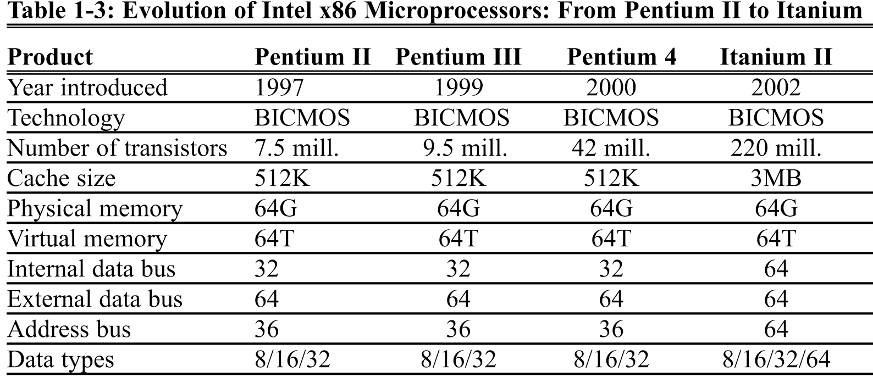 Table 1-3: Evolution of Intel x86 Microprocessors: From Pentium II to Itanium
Product Pentium II Pentium III Pentium 4 Itanium II
Year introduced 1997 1999 2000 2002
Technology BICMOS BICMOS BICMOS BICMOS
Number of transistors 7.5 mill. 9.5 mill. 42 mill. 220 mill.
Cache size 512K 512K 512K 3MB
Physical memory 64G 64G 64G 64G
Virtual memory 64T 64T 64T 64T
Internal data bus 32 32 32 64
External data bus 64 64 64 64
Address bus 36 36 36 64
Data types 8/16/32 8/16/32 8/16/32 8/16/32/64